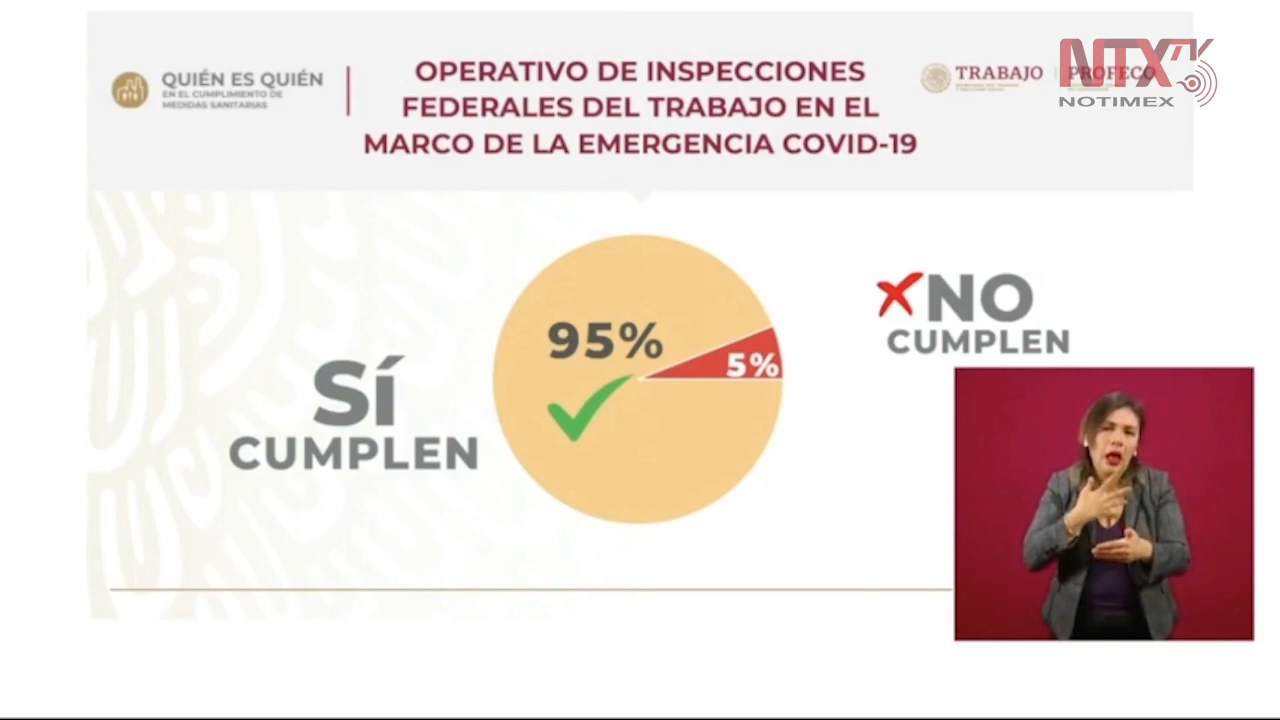 QUIÉN ES QUIÉN
EN EL CUMPLIMIENTO DE
MEDIDAS SANITARIAS
OPERATIVO DE INSPECCIONES
FEDERALES DEL TRABAJO EN EL
MARCO DE LA EMERGENCIA COVID-19
TRABAJO
PROFECO
NTX TV
NOTIMEX
95%
5%
SÍ
CUMPLEN
NO
CUMPLEN